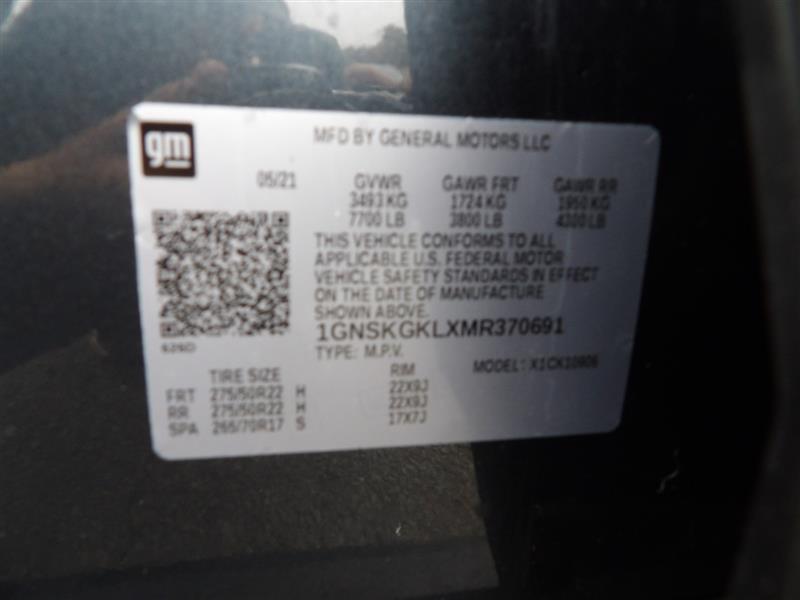 gm
MFD BY GENERAL MOTORS LLC
05/21 GVWR GAWR FRT GAWR RR
3493 KG 1724 KG 1950 KG
7700 LB 3800 LB 4300 LB
THIS VEHICLE CONFORMS TO ALL
APPLICABLE U.S. FEDERAL MOTOR
VEHICLE SAFETY STANDARDS IN EFFECT
ON THE DATE OF MANUFACTURE
SHOWN ABOVE.
1GNSKGKLXMR370691
TYPE: M.P.V. MODEL: X1CK10906
TIRE SIZE RIM
FRT 275/50R22 H 22X9J
RR 275/50R22 H 22X9J
SPA 265/70R17 S 17X7J